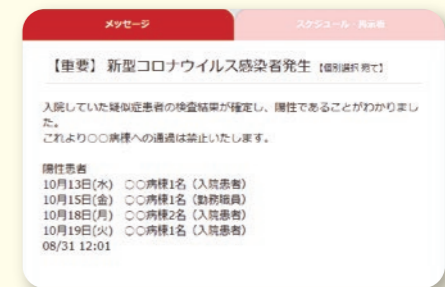 メッセージ
スケジュール・掲示板
【重要】新型コロナウイルス感染者発生【個別選択宛て】
入院していた疑似症患者の検査結果が確定し、陽性であることがわかりまし
た。
これより○○病棟への通過は禁止いたします。
陽性患者
10月13日(水) ○○病棟1名（入院患者）
10月15日(金) ○○病棟1名（勤務職員）
10月18日(月) ○○病棟2名（入院患者）
10月19日(火) ○○病棟1名（入院患者）
08/31 12:01